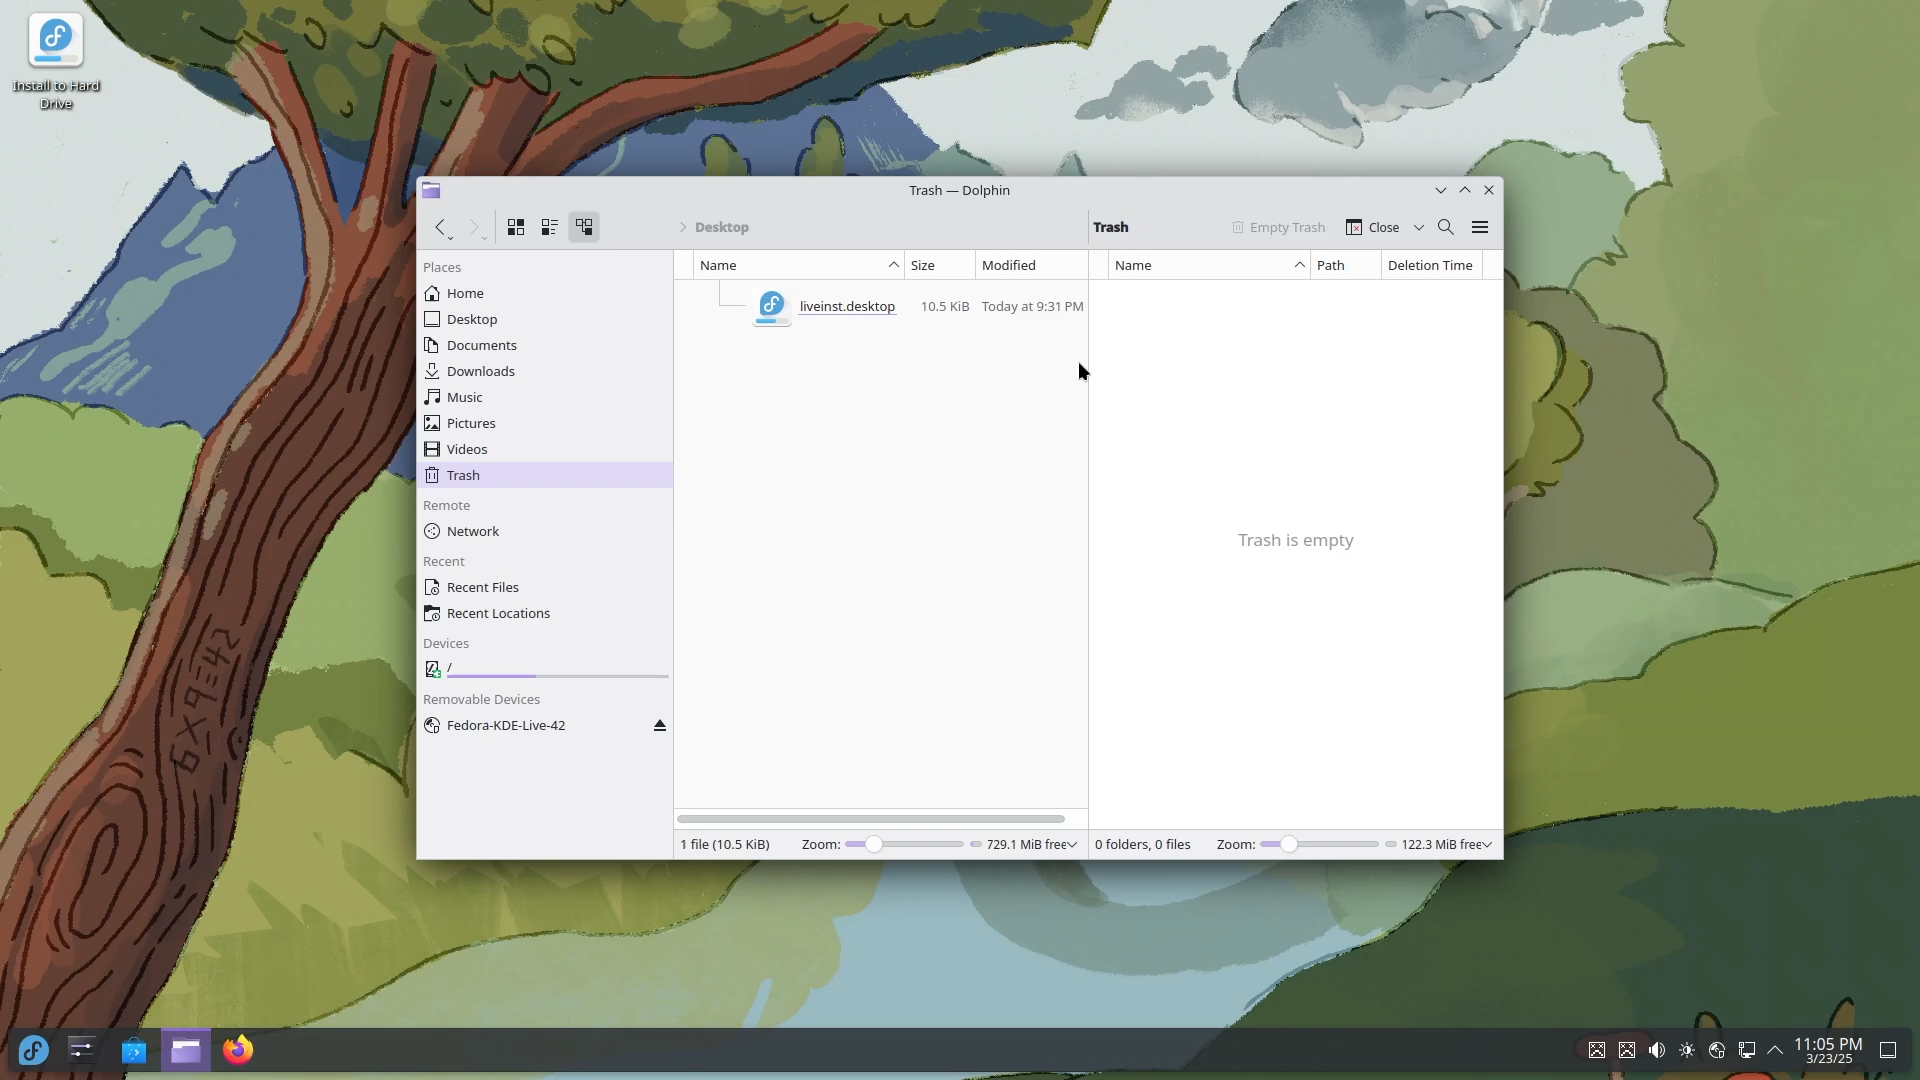 Install to Hard
Drive
Trash — Dolphin
Desktop
Trash
Empty Trash
Close
Places
Home
Desktop
Documents
Downloads
Music
Pictures
Videos
Trash
Remote
Network
Recent
Recent Files
Recent Locations
Devices
/
Removable Devices
Fedora-KDE-Live-42
Name
Size
Modified
liveinst.desktop
10.5 KiB
Today at 9:31 PM
1 file (10.5 KiB)
Zoom:
729.1 MiB free
Name
Path
Deletion Time
Trash is empty
0 folders, 0 files
Zoom:
122.3 MiB free
6×9=42
11:05 PM
3/23/25